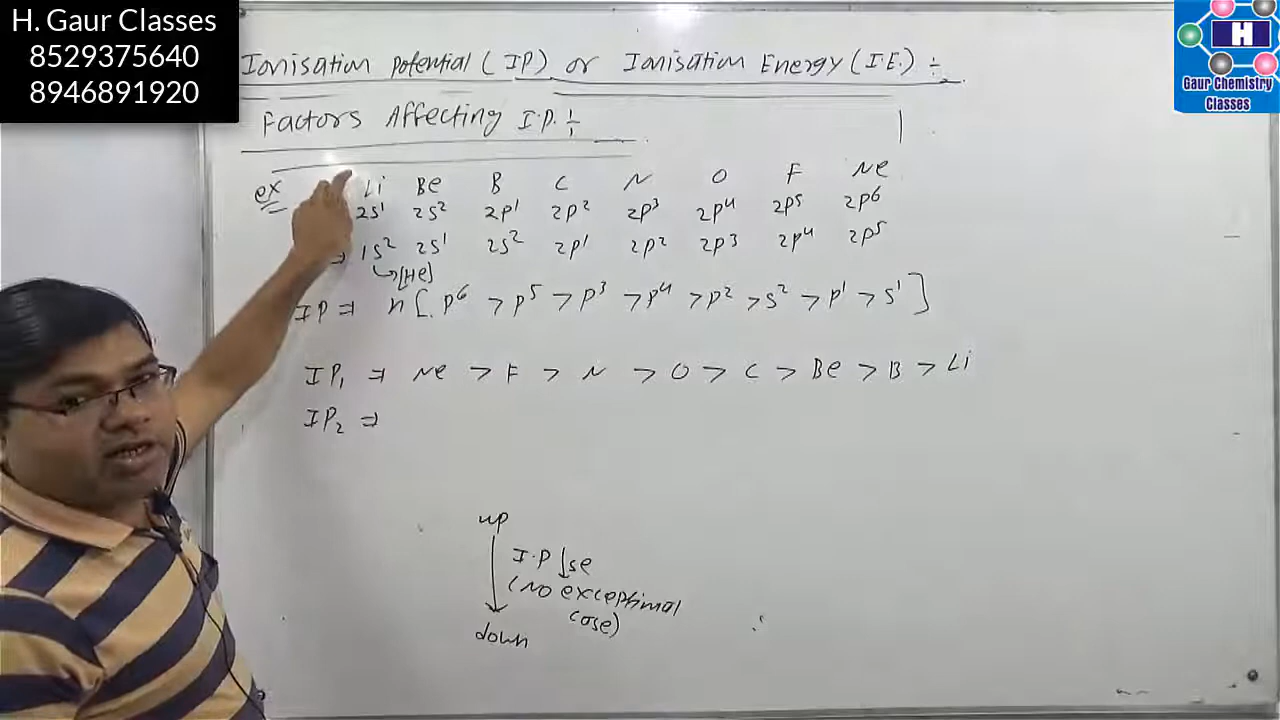 H. Gaur Classes
8529375640
8946891920
H
Gaur Chemistry
Classes
Ionisation Potential (IP) or Ionisation Energy (I.E.) ÷
Factors Affecting I.P. ÷
ex Li Be B C N O F Ne
2s¹ 2s² 2p¹ 2p² 2p³ 2p⁴ 2p⁵ 2p⁶
⇒ 1s² 2s¹ 2s² 2p¹ 2p² 2p³ 2p⁴ 2p⁵
↳[He]
IP ⇒ n[ p⁶ > p⁵ > p³ > p⁴ > p² > s² > p¹ > s¹ ]
IP₁ ⇒ Ne > F > N > O > C > Be > B > Li
IP₂ ⇒
up
I.P ↓se
(No exceptional
case)
down